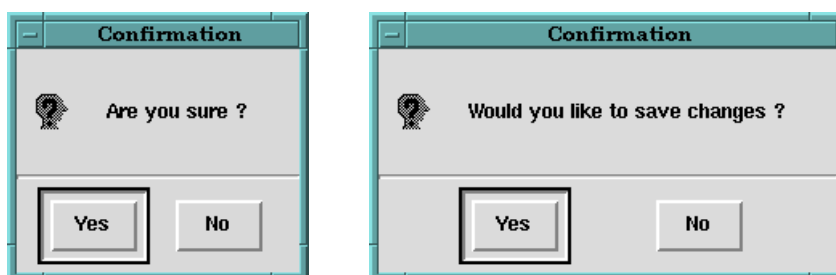 Confirmation
Are you sure ?
Yes No
Confirmation
Would you like to save changes ?
Yes No